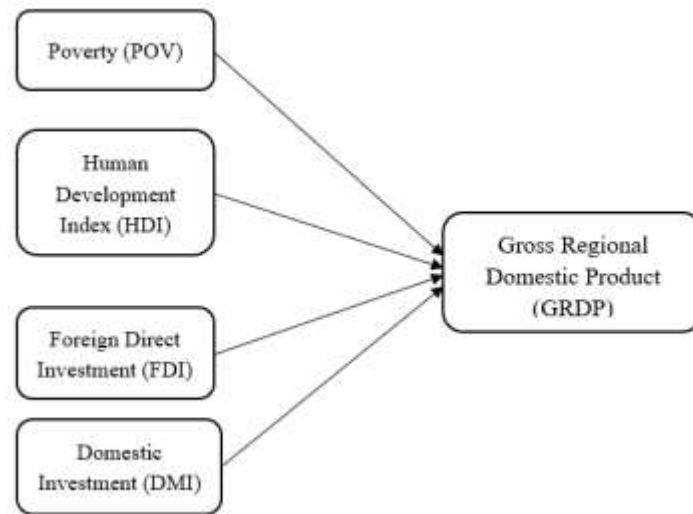 Poverty (POV)
Human
Development
Index (HDI)
Foreign Direct
Investment (FDI)
Domestic
Investment (DMI)
Gross Regional
Domestic Product
(GRDP)